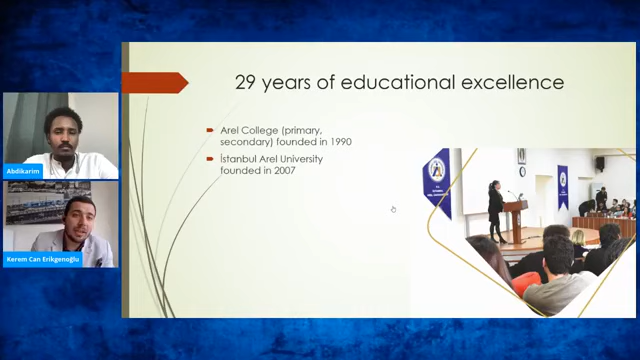 29 years of educational excellence
Arel College (primary,
secondary) founded in 1990
İstanbul Arel University
founded in 2007
Abdikarim
Kerem Can Erikgenoğlu